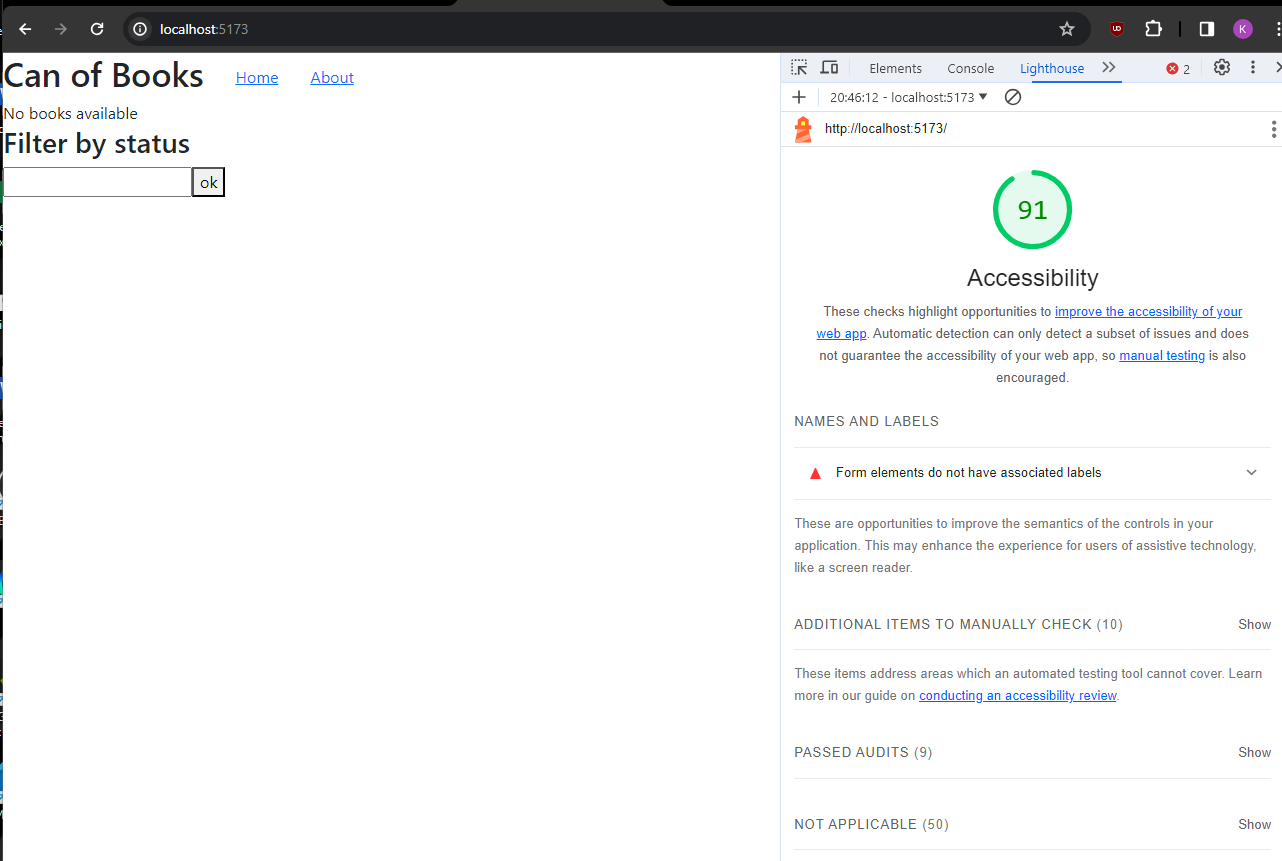 localhost:5173
K
Can of Books
Home
About
No books available
Filter by status
ok
Elements
Console
Lighthouse
2
20:46:12 - localhost:5173
http://localhost:5173/
91
Accessibility
These checks highlight opportunities to improve the accessibility of your
web app. Automatic detection can only detect a subset of issues and does
not guarantee the accessibility of your web app, so manual testing is also
encouraged.
NAMES AND LABELS
Form elements do not have associated labels
These are opportunities to improve the semantics of the controls in your
application. This may enhance the experience for users of assistive technology,
like a screen reader.
ADDITIONAL ITEMS TO MANUALLY CHECK (10)
Show
These items address areas which an automated testing tool cannot cover. Learn
more in our guide on conducting an accessibility review.
PASSED AUDITS (9)
Show
NOT APPLICABLE (50)
Show